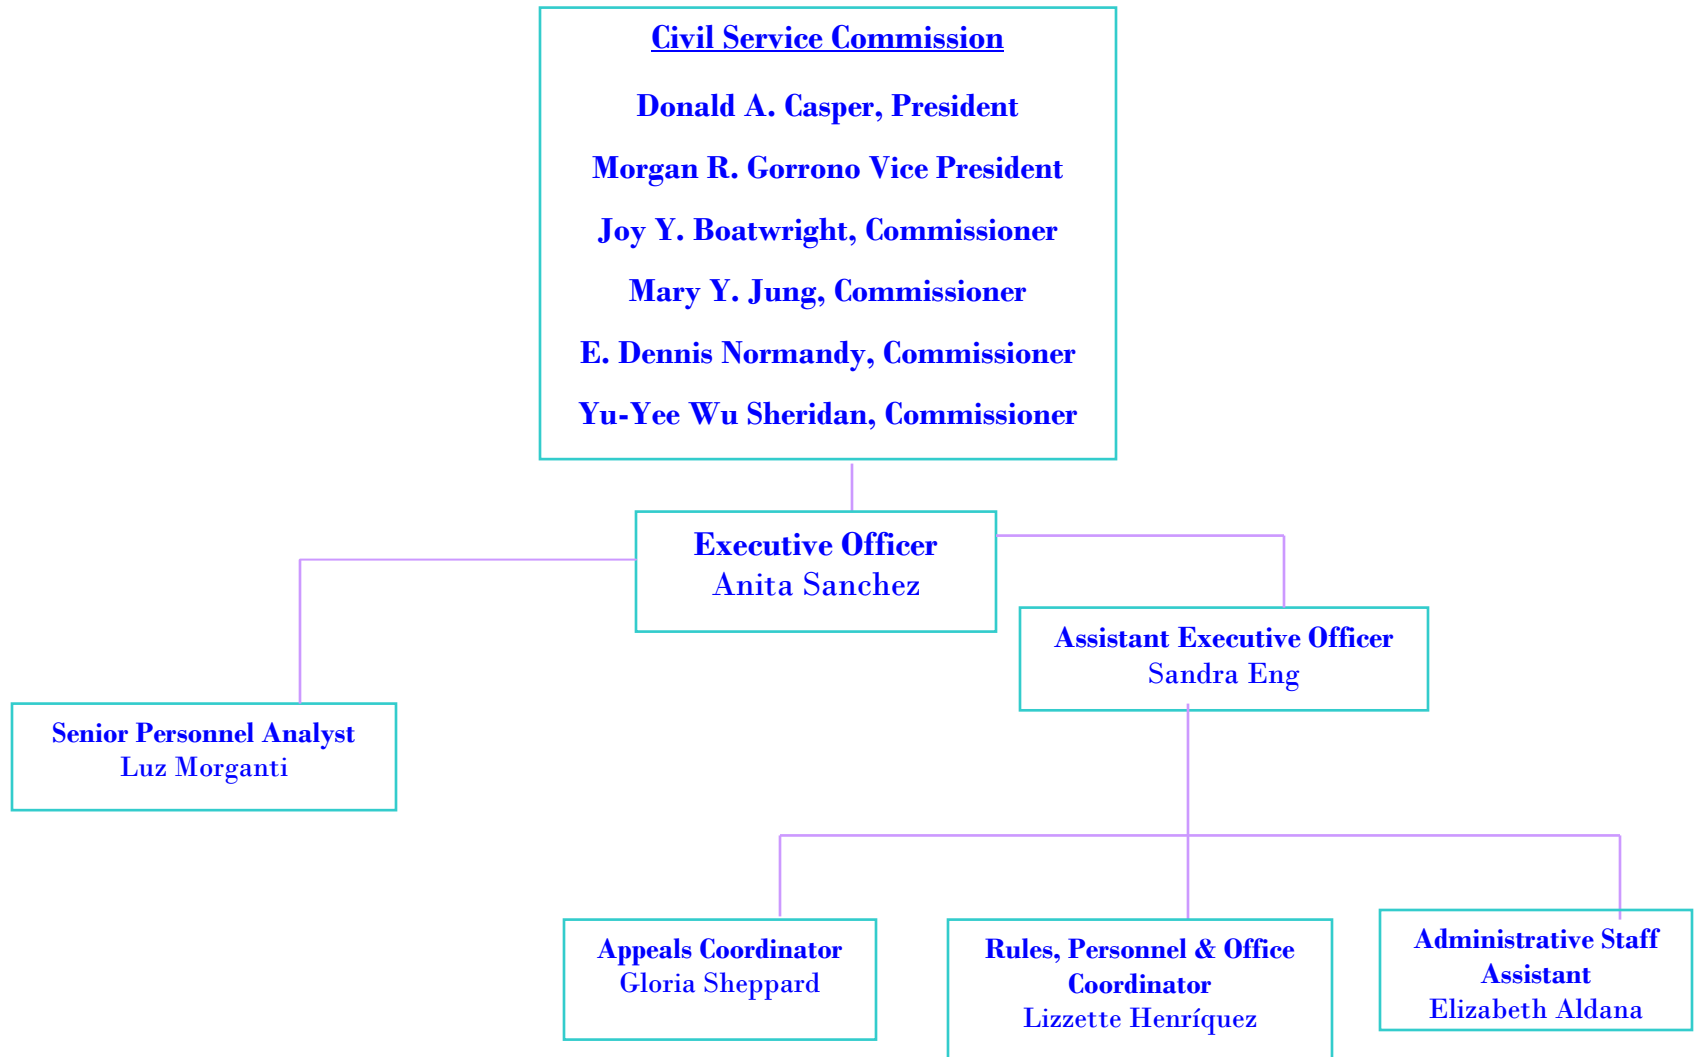 Civil Service Commission
Donald A. Casper, President
Morgan R. Gorrono Vice President
Joy Y. Boatwright, Commissioner
Mary Y. Jung, Commissioner
E. Dennis Normandy, Commissioner
Yu-Yee Wu Sheridan, Commissioner
Executive Officer
Anita Sanchez
Assistant Executive Officer
Sandra Eng
Senior Personnel Analyst
Luz Morganti
Appeals Coordinator
Gloria Sheppard
Rules, Personnel & Office
Coordinator
Lizzette Henríquez
Administrative Staff
Assistant
Elizabeth Aldana